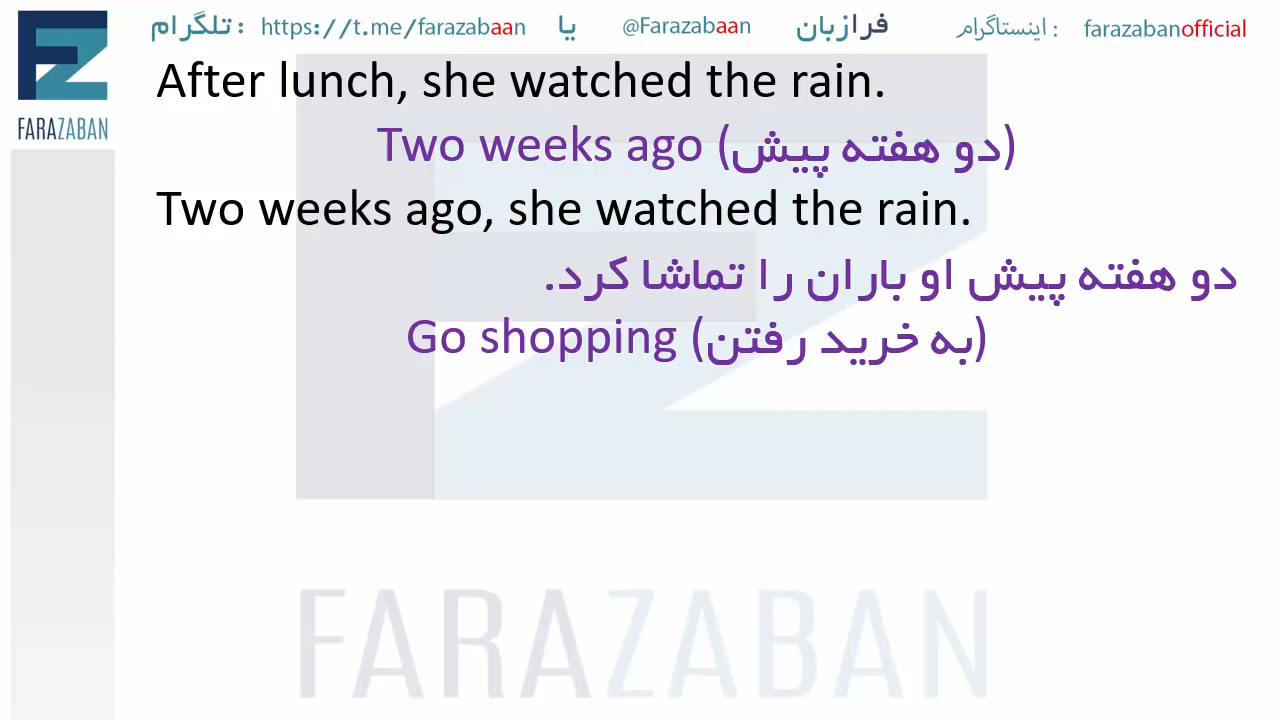 تلگرام : https://t.me/farazabaan یا @Farazabaan فرازبان اینستاگرام : farazabanofficial
FZ
FARAZABAN
After lunch, she watched the rain.
Two weeks ago (دو هفته پیش)
Two weeks ago, she watched the rain.
دو هفته پیش او باران را تماشا کرد.
Go shopping (به خرید رفتن)
FARAZABAN